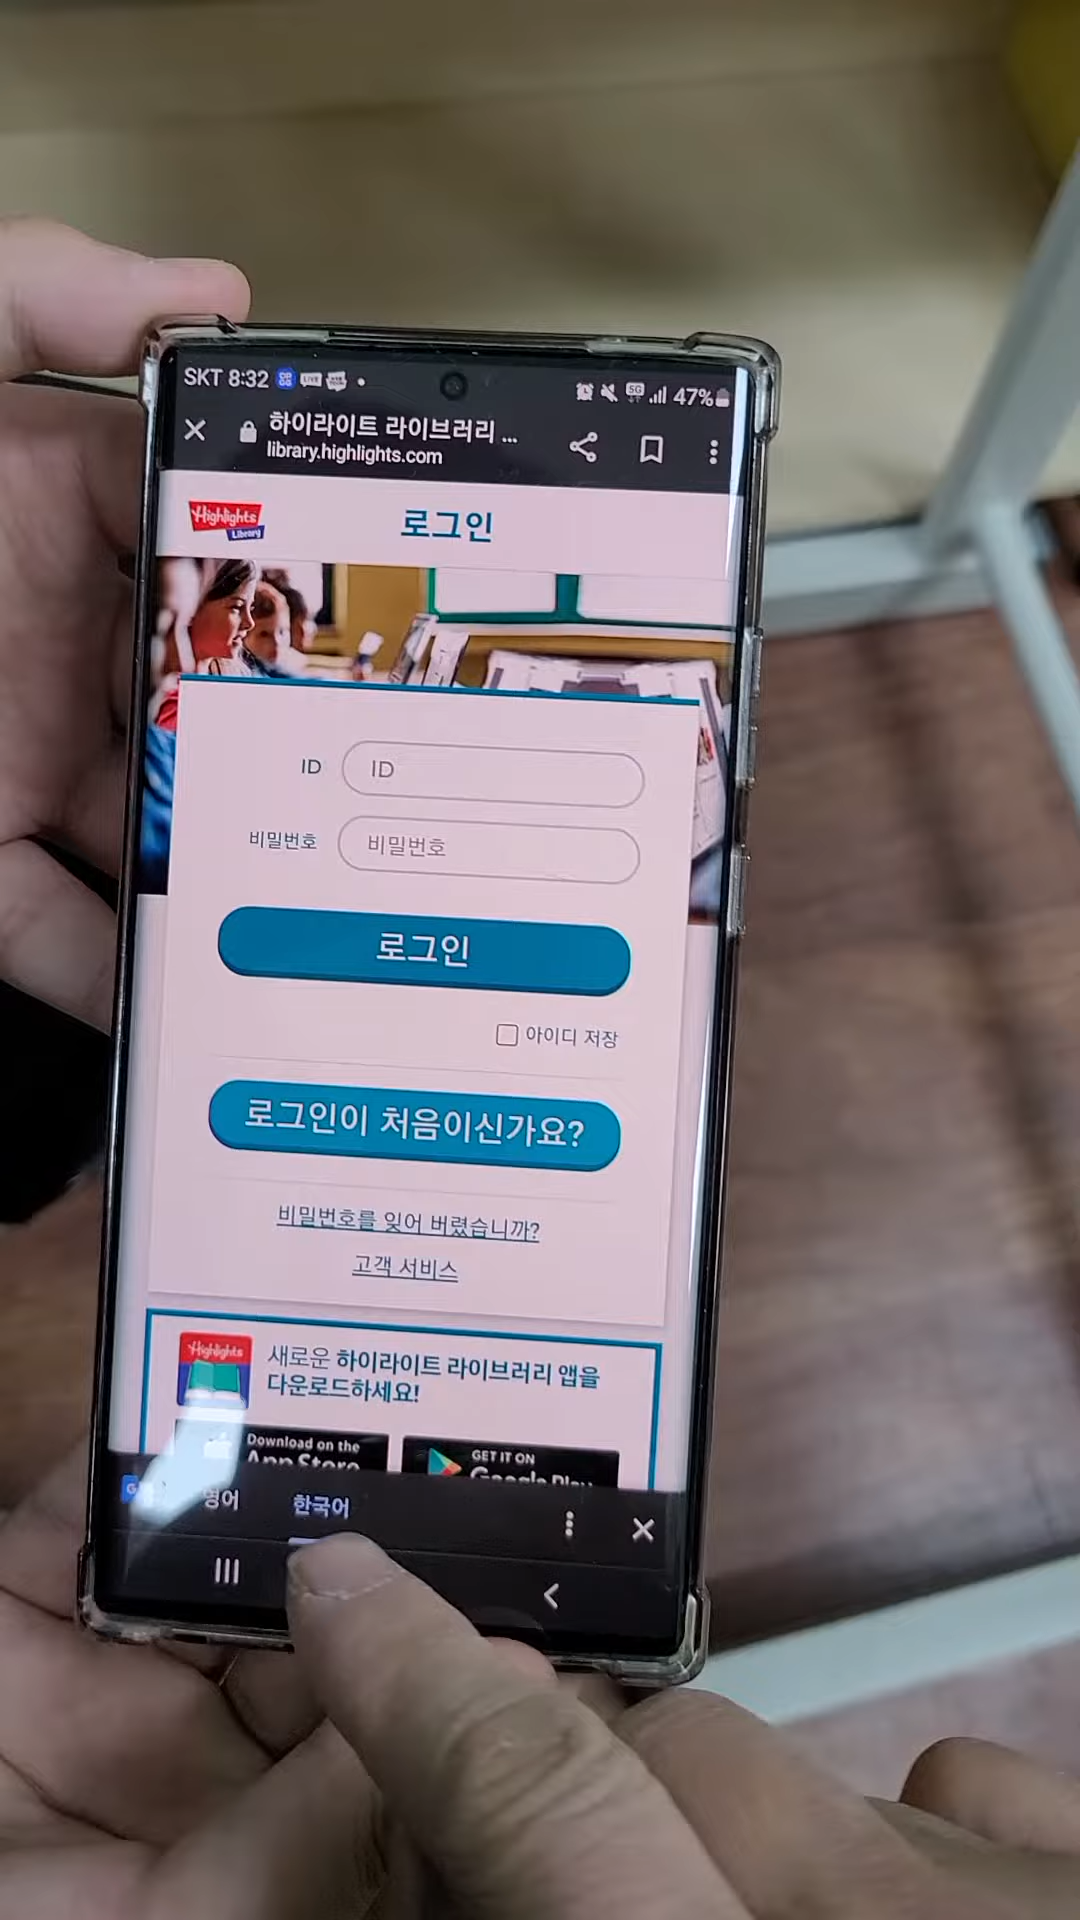 SKT 8:32 LIVE 5G 47%
하이라이트 라이브러리 ...
library.highlights.com
Highlights
Library
로그인
ID ID
비밀번호 비밀번호
로그인
아이디 저장
로그인이 처음이신가요?
비밀번호를 잊어 버렸습니까?
고객 서비스
Highlights
새로운 하이라이트 라이브러리 앱을
다운로드하세요!
Download on the
App Store
GET IT ON
Google Play
G 영어 한국어